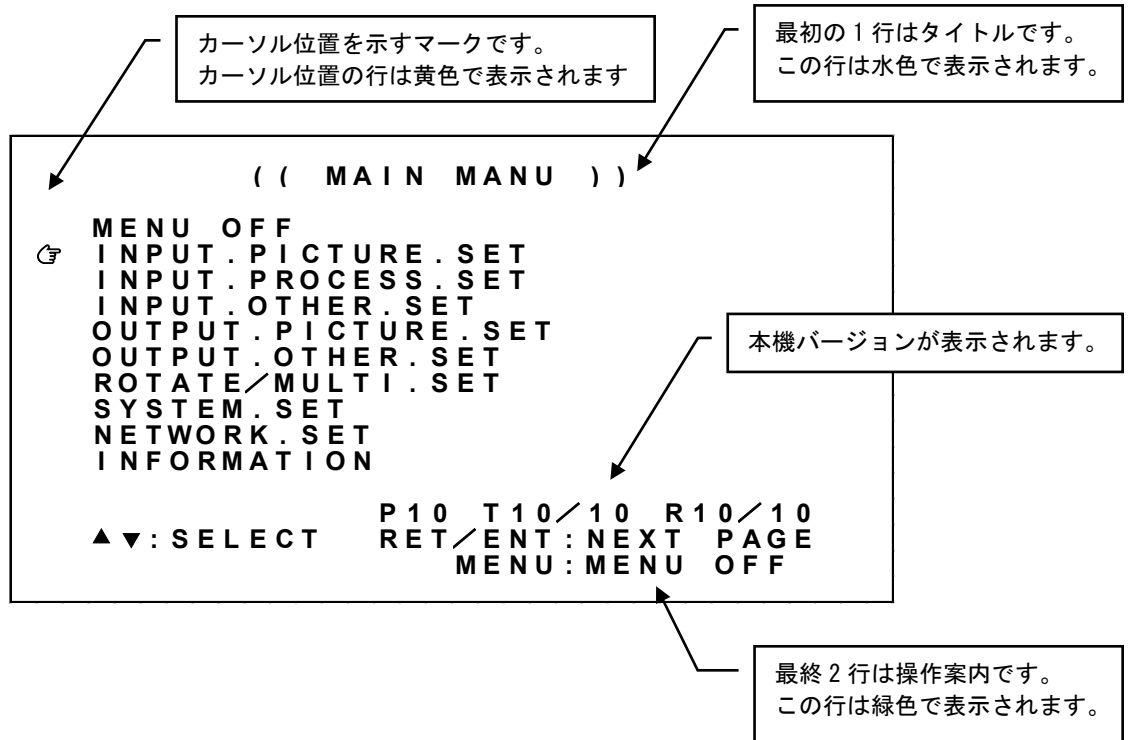 カーソル位置を示すマークです。
カーソル位置の行は黄色で表示されます
最初の1行はタイトルです。
この行は水色で表示されます。
(( MAIN MANU ))
MENU OFF
☞ INPUT.PICTURE.SET
INPUT.PROCESS.SET
INPUT.OTHER.SET
OUTPUT.PICTURE.SET
OUTPUT.OTHER.SET
ROTATE/MULTI.SET
SYSTEM.SET
NETWORK.SET
INFORMATION
本機バージョンが表示されます。
P10 T10/10 R10/10
▲▼:SELECT RET/ENT:NEXT PAGE
MENU:MENU OFF
最終2行は操作案内です。
この行は緑色で表示されます。